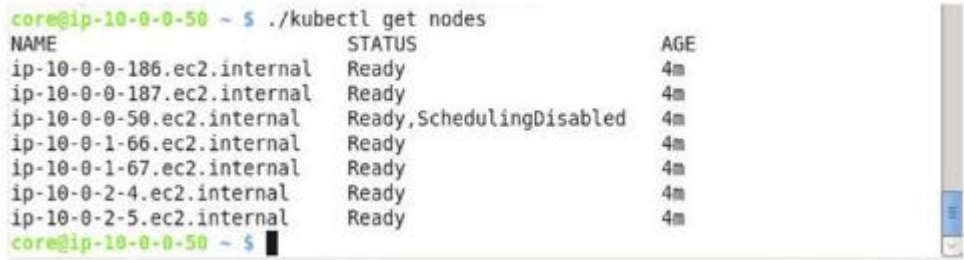 core@ip-10-0-0-50 ~ $ ./kubectl get nodes
NAME STATUS AGE
ip-10-0-0-186.ec2.internal Ready 4m
ip-10-0-0-187.ec2.internal Ready 4m
ip-10-0-0-50.ec2.internal Ready,SchedulingDisabled 4m
ip-10-0-1-66.ec2.internal Ready 4m
ip-10-0-1-67.ec2.internal Ready 4m
ip-10-0-2-4.ec2.internal Ready 4m
ip-10-0-2-5.ec2.internal Ready 4m
core@ip-10-0-0-50 ~ $